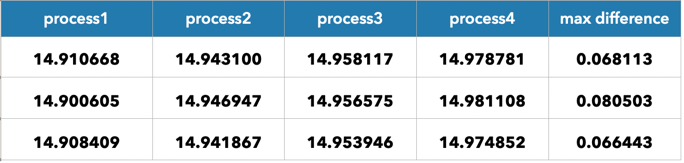 process1 process2 process3 process4 max difference
14.910668 14.943100 14.958117 14.978781 0.068113
14.900605 14.946947 14.956575 14.981108 0.080503
14.908409 14.941867 14.953946 14.974852 0.066443